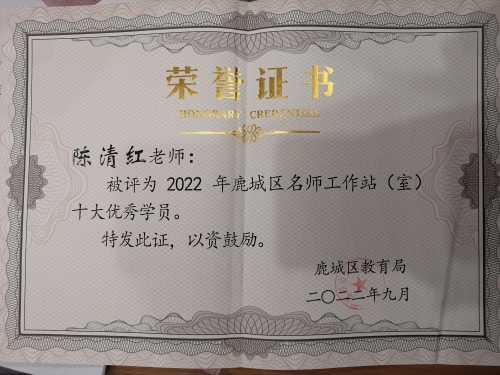 荣誉证书
HONORARY CREDENTIAL
陈清红老师:
被评为 2022 年鹿城区名师工作站（室）
十大优秀学员。
特发此证，以资鼓励。
鹿城区教育局
二〇二二年九月